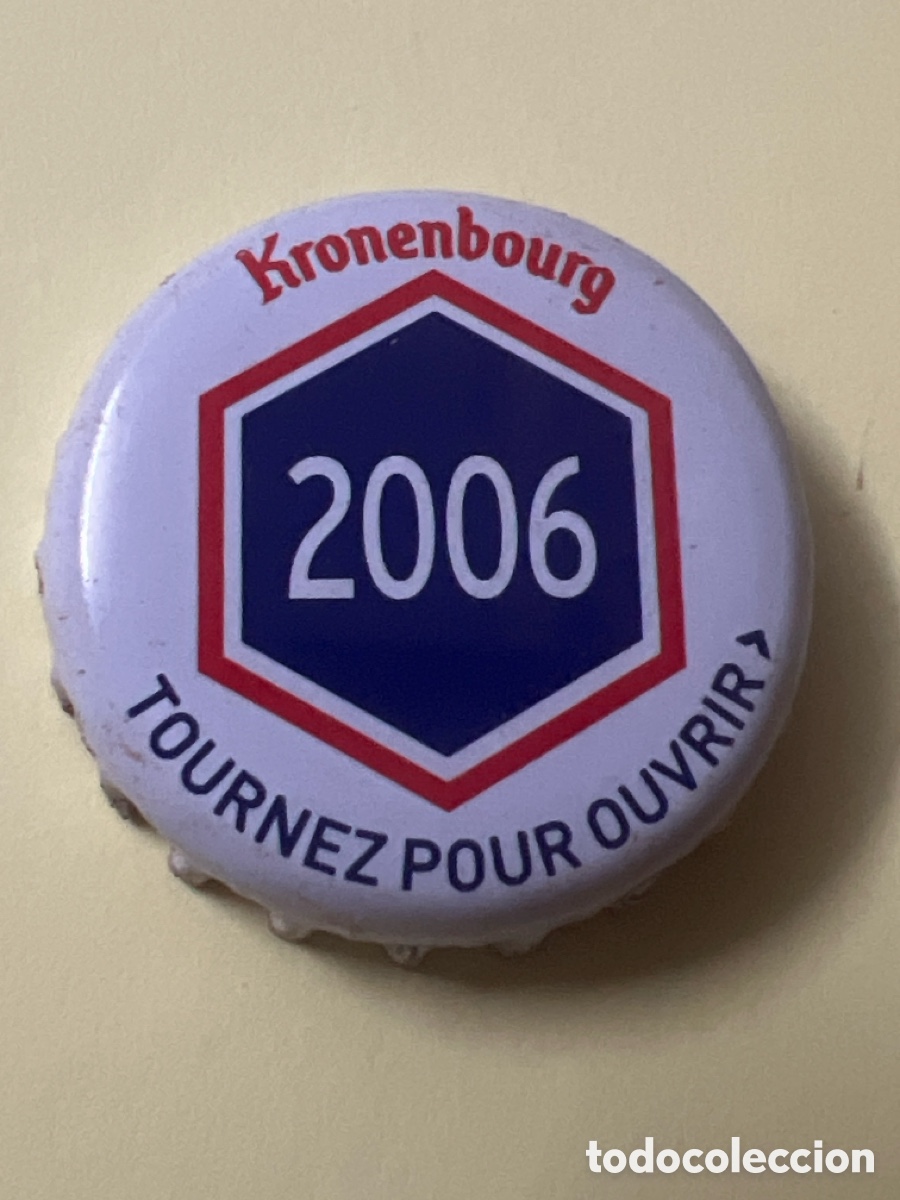 Kronenbourg
2006
TOURNEZ POUR OUVRIR >
todocoleccion